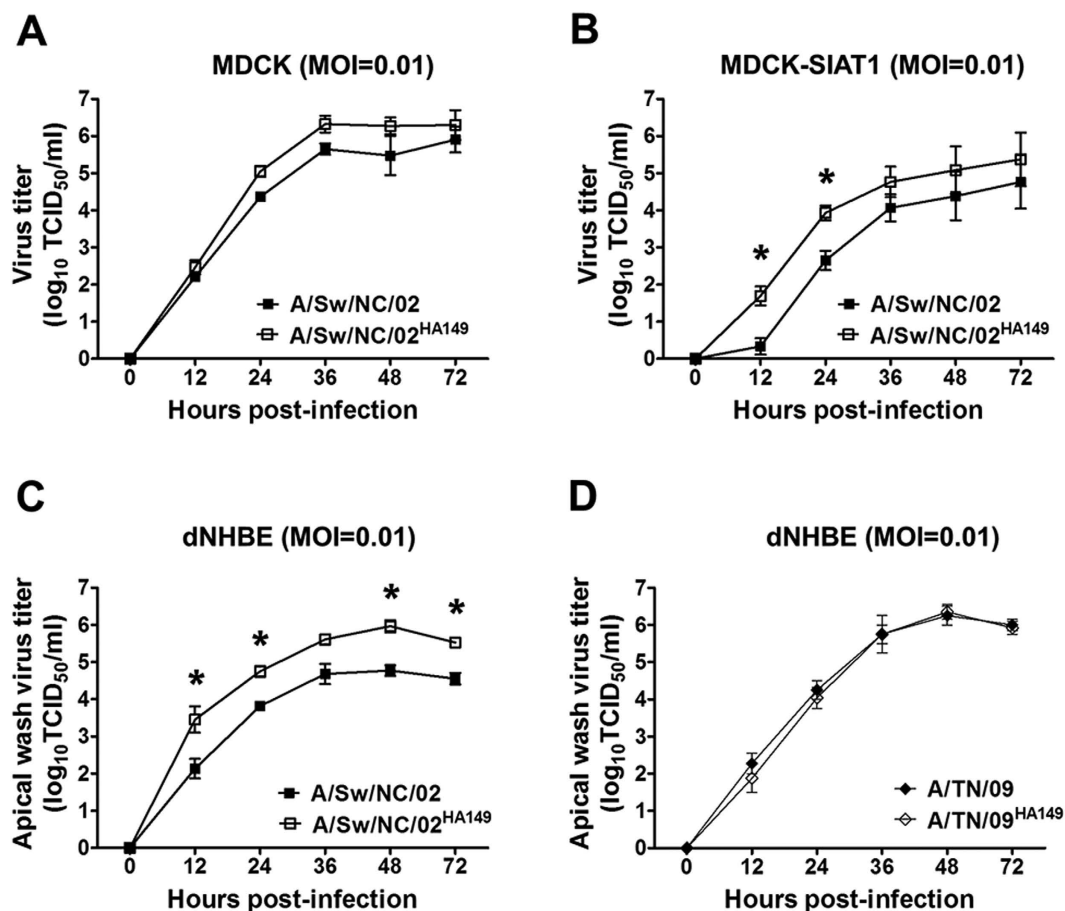 A
MDCK (MOI=0.01)
Virus titer
(log10 TCID50/ml)
7
6
5
4
3
2
1
0
A/Sw/NC/02
A/Sw/NC/02HA149
0 12 24 36 48 72
Hours post-infection
B
MDCK-SIAT1 (MOI=0.01)
Virus titer
(log10 TCID50/ml)
7
6
5
4
3
2
1
0
* *
A/Sw/NC/02
A/Sw/NC/02HA149
0 12 24 36 48 72
Hours post-infection
C
dNHBE (MOI=0.01)
Apical wash virus titer
(log10TCID50/ml)
7
6
5
4
3
2
1
0
* * * *
A/Sw/NC/02
A/Sw/NC/02HA149
0 12 24 36 48 72
Hours post-infection
D
dNHBE (MOI=0.01)
Apical wash virus titer
(log10TCID50/ml)
7
6
5
4
3
2
1
0
A/TN/09
A/TN/09HA149
0 12 24 36 48 72
Hours post-infection